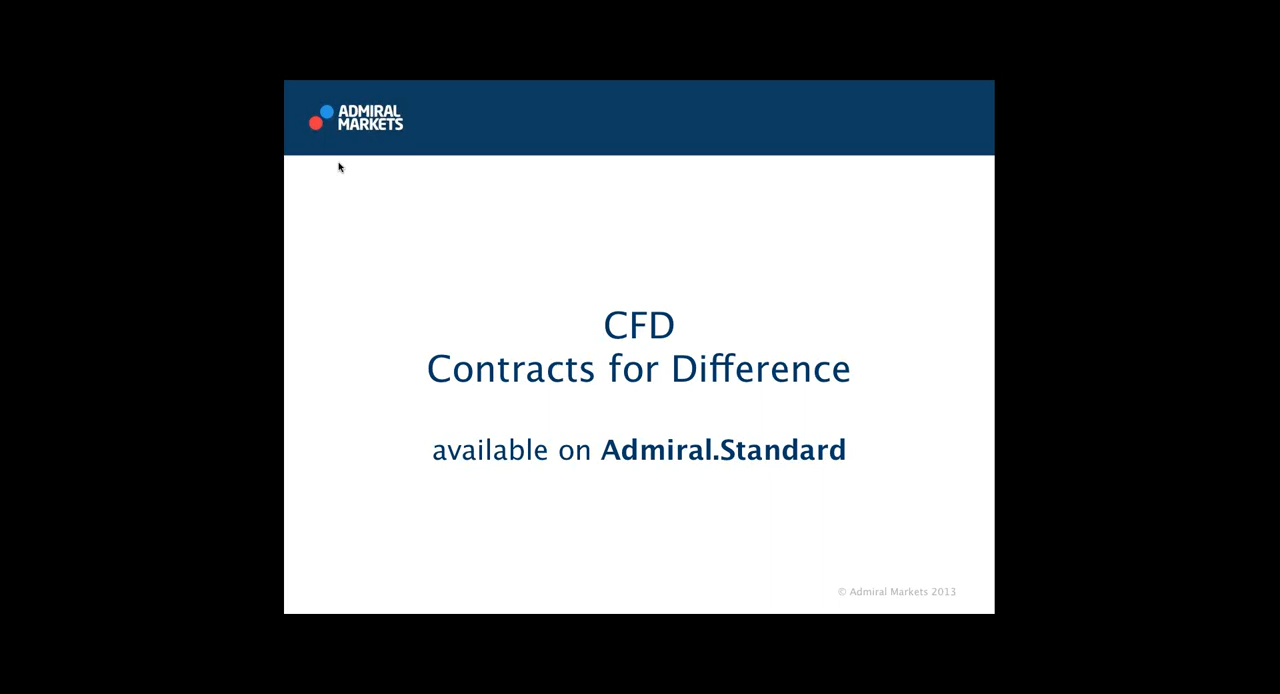 ADMIRAL
MARKETS
CFD
Contracts for Difference
available on Admiral.Standard
© Admiral Markets 2013